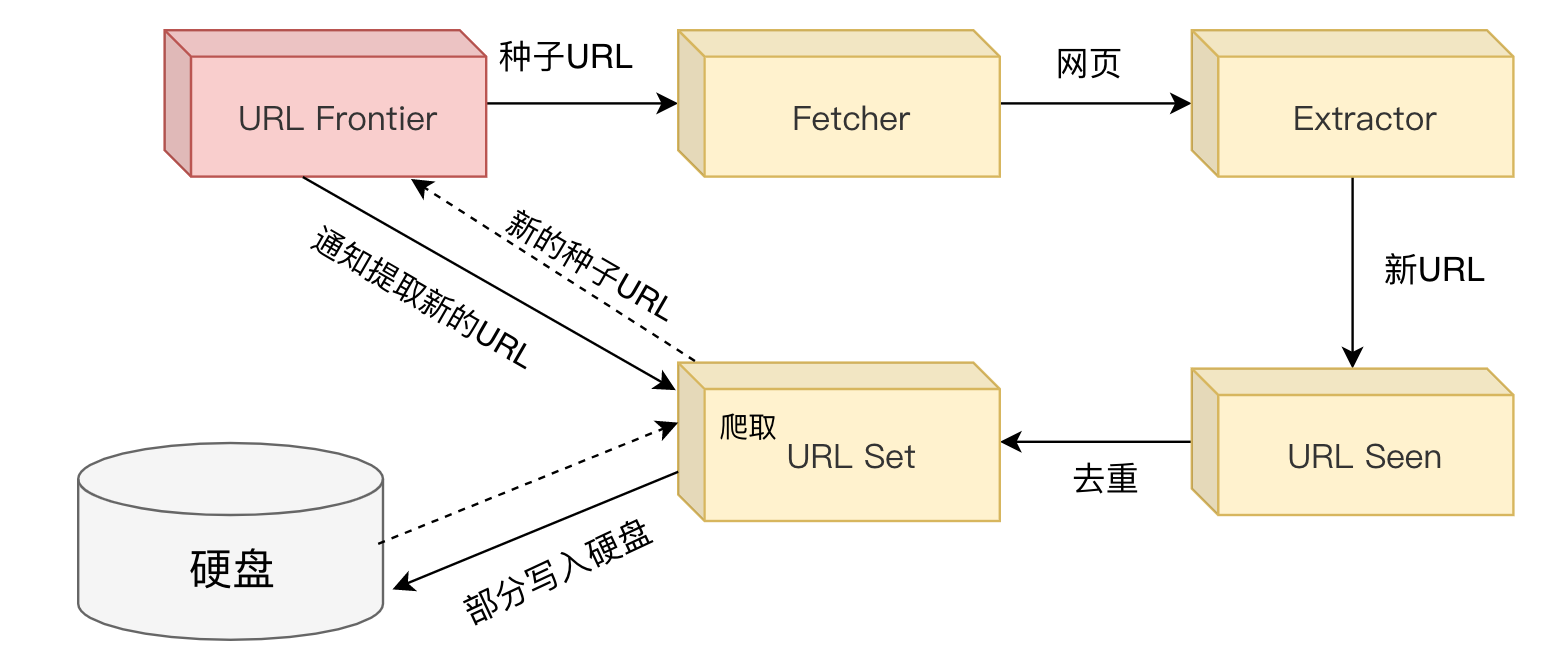 种子URL
网页
URL Frontier
Fetcher
Extractor
新的种子URL
通知提取新的URL
新URL
爬取
URL Set
URL Seen
去重
硬盘
部分写入硬盘